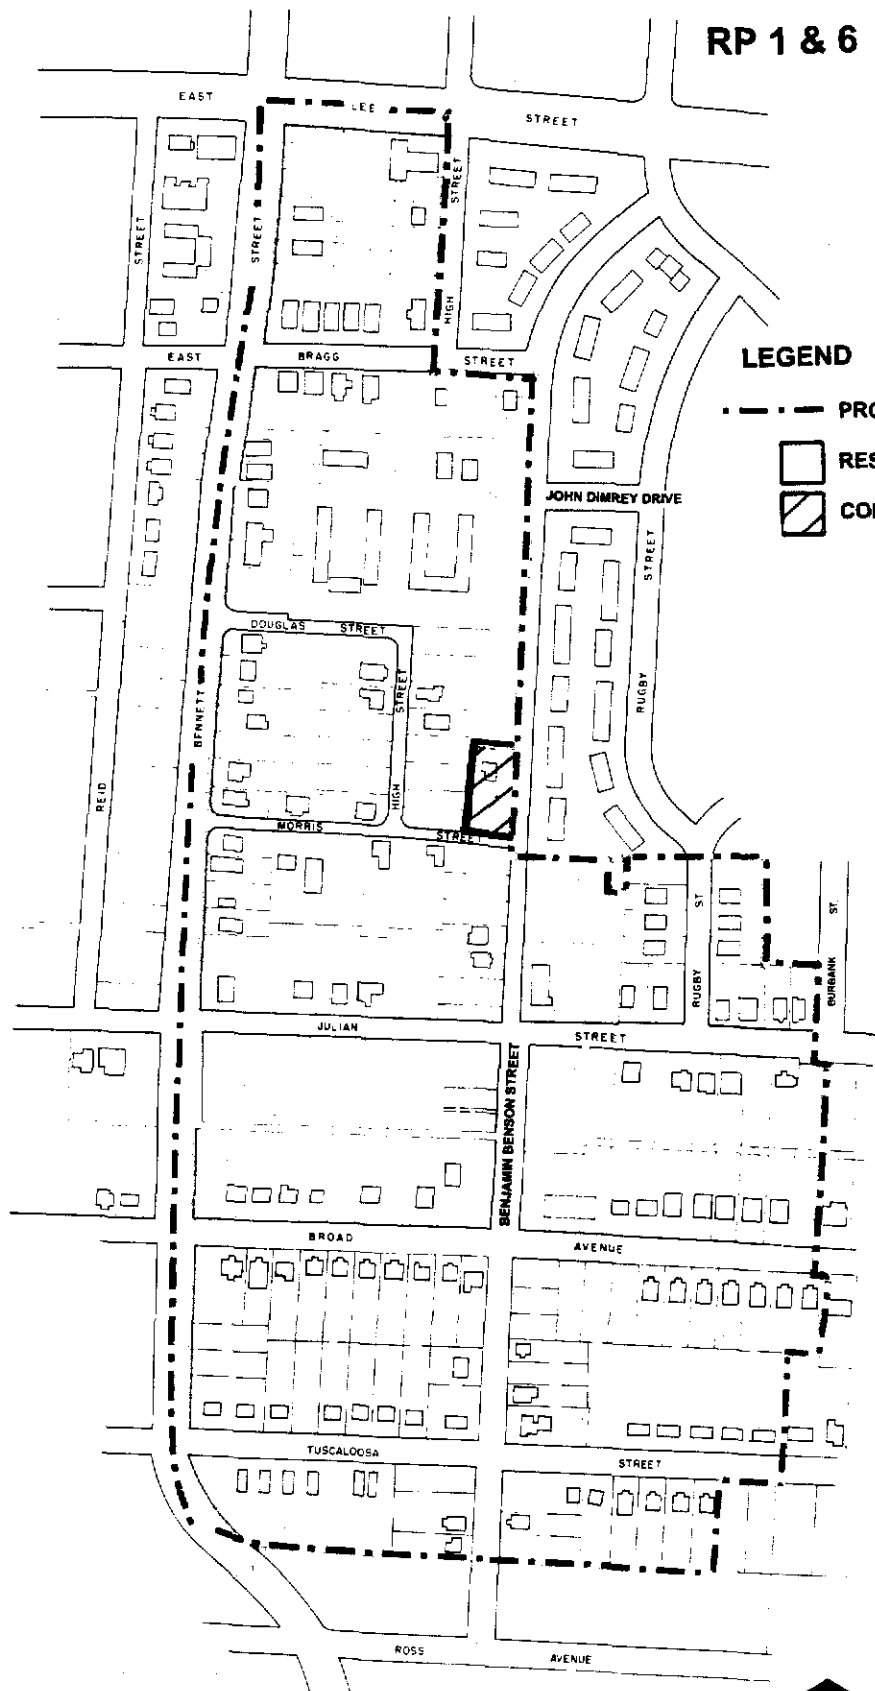 RP 1 & 6
EAST
LEE
STREET
STREET
STREET
STREET
HIGH
EAST
BRAGG
STREET
LEGEND
PRO
RES
CO
JOHN DIMREY DRIVE
STREET
RUGBY
DOUGLAS
STREET
STREET
HIGH
BENNETT
REID
MORRIS
STREET
ST
RUGBY
ST.
BURBANK
JULIAN
STREET
BENJAMIN BENSON STREET
BROAD
AVENUE
TUSCALOOSA
STREET
ROSS
AVENUE